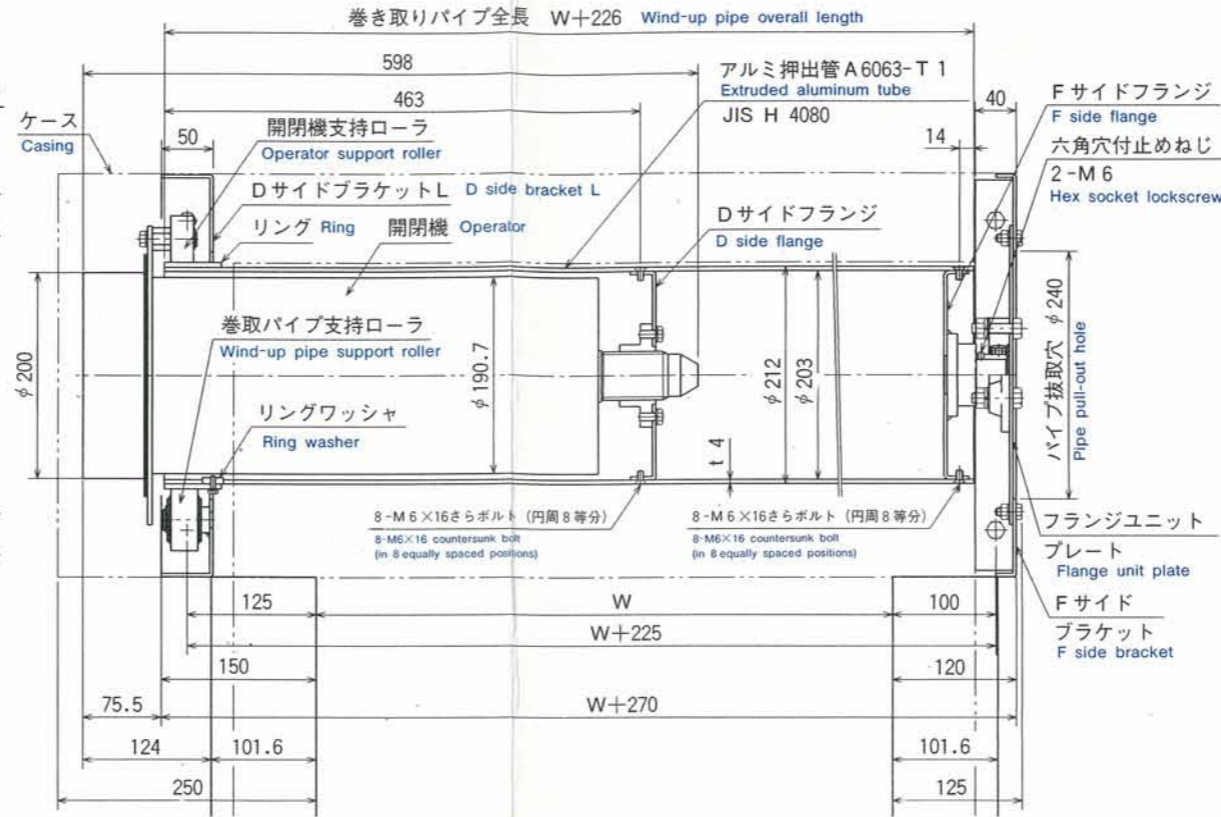 巻き取りパイプ全長 W+226 Wind-up pipe overall length
598
アルミ押出管A6063-T1
Extruded aluminum tube
JIS H 4080
463
40
Fサイドフランジ
F side flange
ケース
Casing
50
開閉機支持ローラ
Operator support roller
14
六角穴付止めねじ
2-M6
Hex socket lockscrew
DサイドブラケットL D side bracket L
Dサイドフランジ
D side flange
リング Ring
開閉機 Operator
巻取パイプ支持ローラ
Wind-up pipe support roller
φ200
φ190.7
φ212
φ203
パイプ抜取穴 φ240
Pipe pull-out hole
リングワッシャ
Ring washer
t 4
8-M6×16さらボルト(円周8等分)
8-M6×16 countersunk bolt
(in 8 equally spaced positions)
8-M6×16さらボルト(円周8等分)
8-M6×16 countersunk bolt
(in 8 equally spaced positions)
フランジユニット
プレート
Flange unit plate
125
W
100
Fサイド
ブラケット
F side bracket
W+225
150
120
75.5
W+270
124
101.6
101.6
250
125